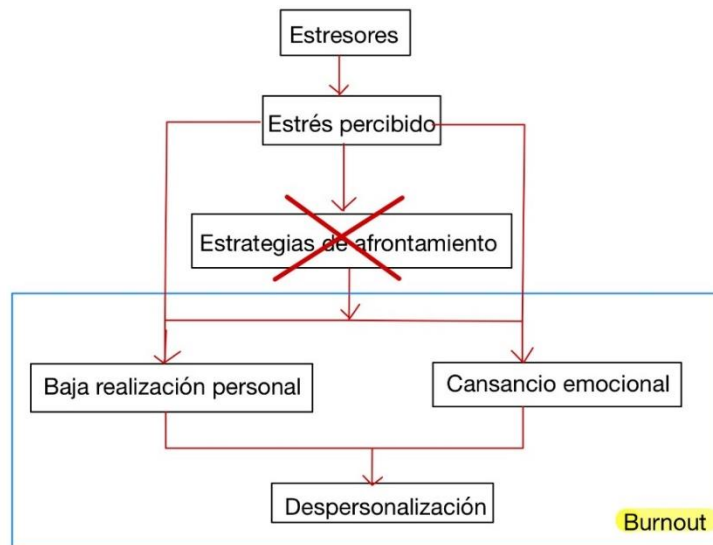 Estresores
Estrés percibido
Estrategias de afrontamiento
Baja realización personal
Cansancio emocional
Despersonalización
Burnout